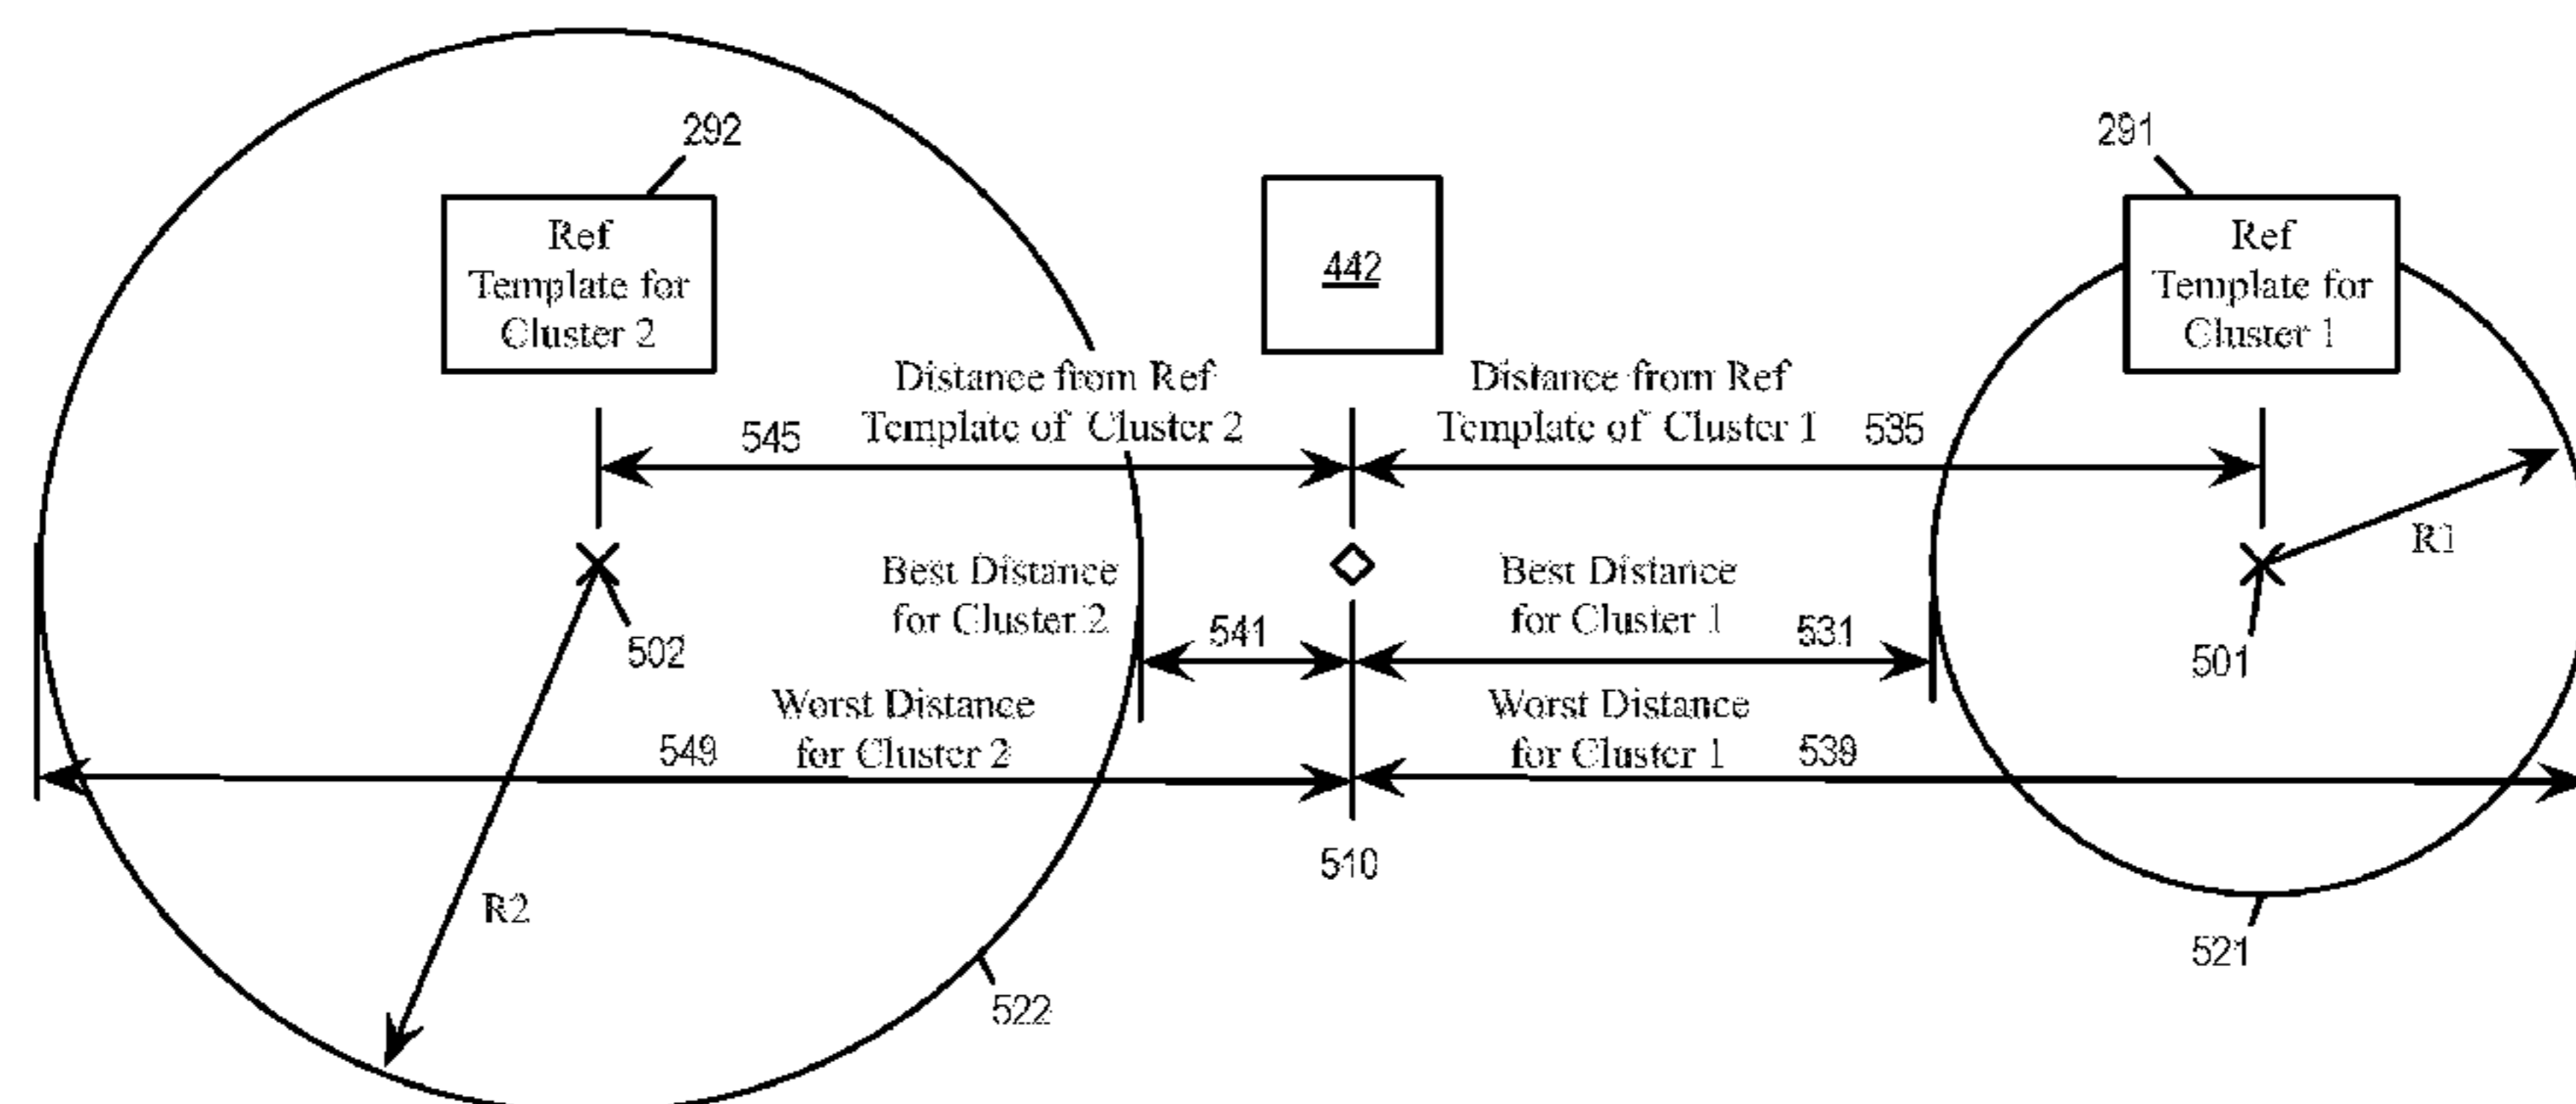 292
291
Ref
Template for
Cluster 2
442
Ref
Template for
Cluster 1
Distance from Ref
Template of Cluster 2
545
Distance from Ref
Template of Cluster 1
535
R1
Best Distance
for Cluster 2
541
Best Distance
for Cluster 1
531
502
501
Worst Distance
for Cluster 2
549
Worst Distance
for Cluster 1
539
510
R2
522
521